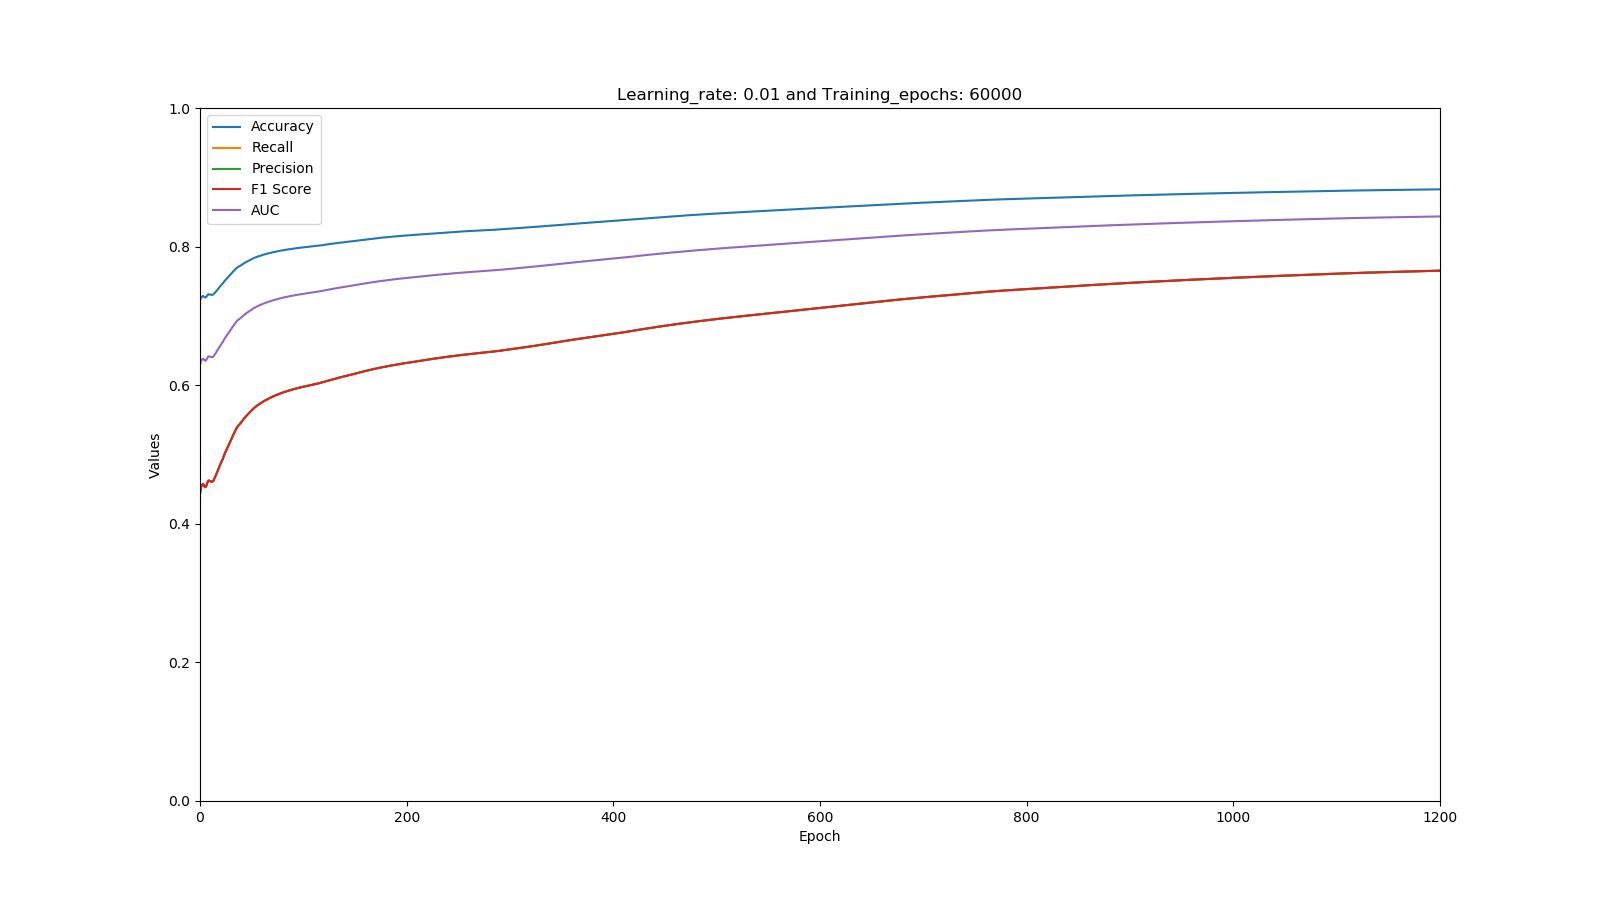 Learning_rate: 0.01 and Training_epochs: 60000
1.0
Accuracy
Recall
Precision
F1 Score
AUC
0.8
0.6
Values
0.4
0.2
0.0
0 200 400 600 800 1000 1200
Epoch